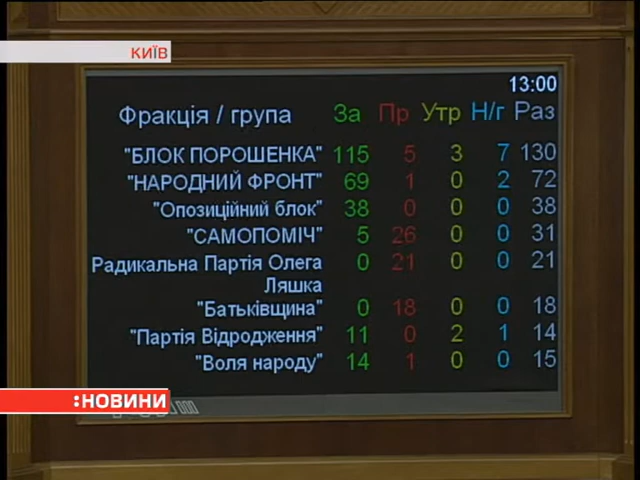 КИЇВ
13:00
Фракція / група За Пр Утр Н/г Раз
"БЛОК ПОРОШЕНКА" 115 5 3 7 130
"НАРОДНИЙ ФРОНТ" 69 1 0 2 72
"Опозиційний блок" 38 0 0 0 38
"САМОПОМІЧ" 5 26 0 0 31
Радикальна Партія Олега 0 21 0 0 21
Ляшка
"Батьківщина" 0 18 0 0 18
"Партія Відродження" 11 0 2 1 14
"Воля народу" 14 1 0 0 15
:НОВИНИ